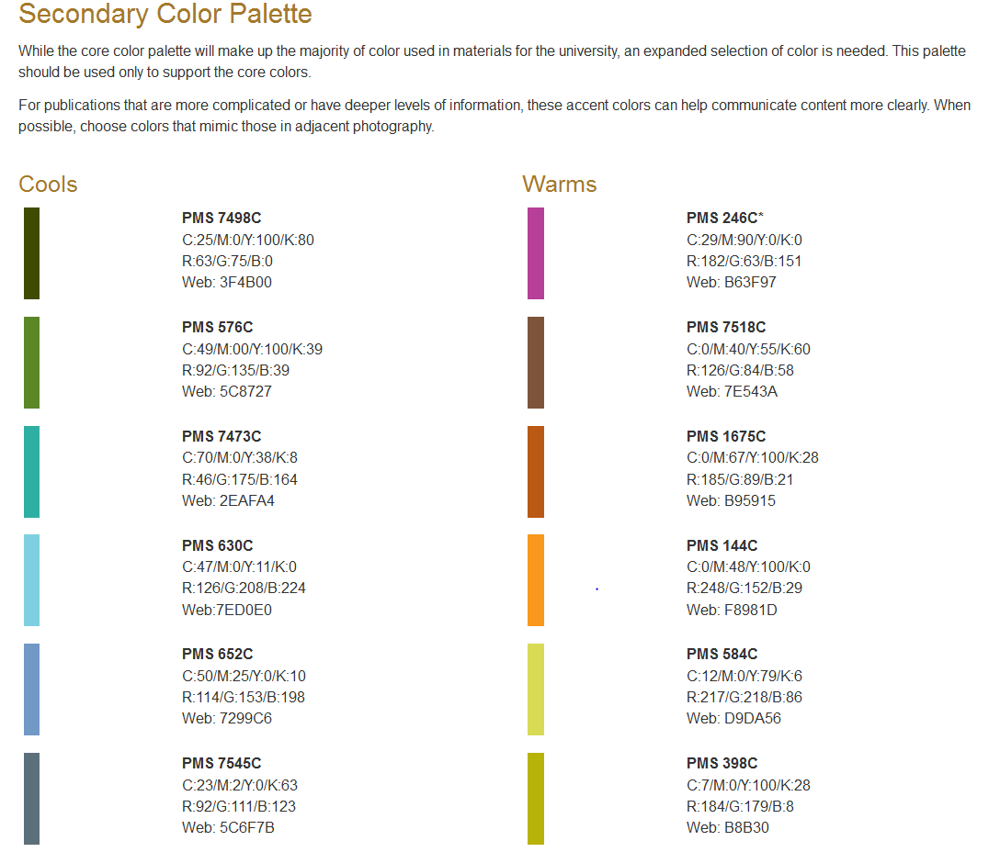 Secondary Color Palette
While the core color palette will make up the majority of color used in materials for the university, an expanded selection of color is needed. This palette
should be used only to support the core colors.
For publications that are more complicated or have deeper levels of information, these accent colors can help communicate content more clearly. When
possible, choose colors that mimic those in adjacent photography.
Cools
PMS 7498C
C:25/M:0/Y:100/K:80
R:63/G:75/B:0
Web: 3F4B00
PMS 576C
C:49/M:00/Y:100/K:39
R:92/G:135/B:39
Web: 5C8727
PMS 7473C
C:70/M:0/Y:38/K:8
R:46/G:175/B:164
Web: 2EAFA4
PMS 630C
C:47/M:0/Y:11/K:0
R:126/G:208/B:224
Web:7ED0E0
PMS 652C
C:50/M:25/Y:0/K:10
R:114/G:153/B:198
Web: 7299C6
PMS 7545C
C:23/M:2/Y:0/K:63
R:92/G:111/B:123
Web: 5C6F7B
Warms
PMS 246C*
C:29/M:90/Y:0/K:0
R:182/G:63/B:151
Web: B63F97
PMS 7518C
C:0/M:40/Y:55/K:60
R:126/G:84/B:58
Web: 7E543A
PMS 1675C
C:0/M:67/Y:100/K:28
R:185/G:89/B:21
Web: B95915
PMS 144C
C:0/M:48/Y:100/K:0
R:248/G:152/B:29
Web: F8981D
PMS 584C
C:12/M:0/Y:79/K:6
R:217/G:218/B:86
Web: D9DA56
PMS 398C
C:7/M:0/Y:100/K:28
R:184/G:179/B:8
Web: B8B30